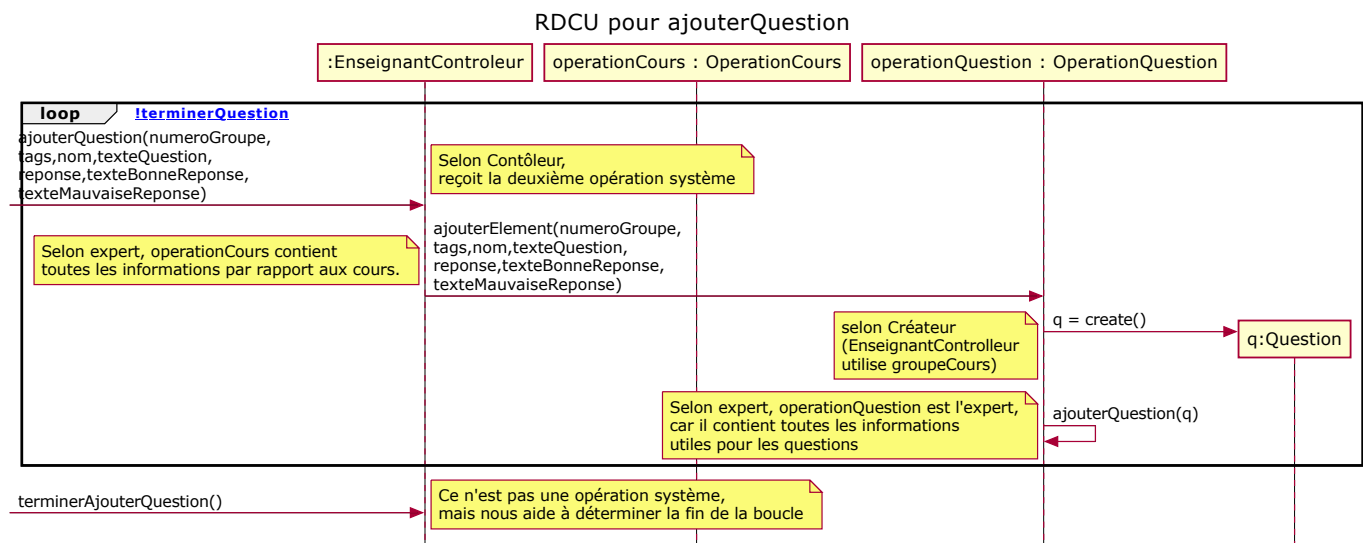 RDCU pour ajouterQuestion
:EnseignantControleur
operationCours : OperationCours
operationQuestion : OperationQuestion
loop
!terminerQuestion
ajouterQuestion(numeroGroupe,
tags,nom,texteQuestion,
reponse,texteBonneReponse,
texteMauvaiseReponse)
Selon Contôleur,
reçoit la deuxième opération système
Selon expert, operationCours contient
toutes les informations par rapport aux cours.
ajouterElement(numeroGroupe,
tags,nom,texteQuestion,
reponse,texteBonneReponse,
texteMauvaiseReponse)
selon Créateur
(EnseignantControlleur
utilise groupeCours)
q = create()
q:Question
Selon expert, operationQuestion est l'expert,
car il contient toutes les informations
utiles pour les questions
ajouterQuestion(q)
terminerAjouterQuestion()
Ce n'est pas une opération système,
mais nous aide à déterminer la fin de la boucle